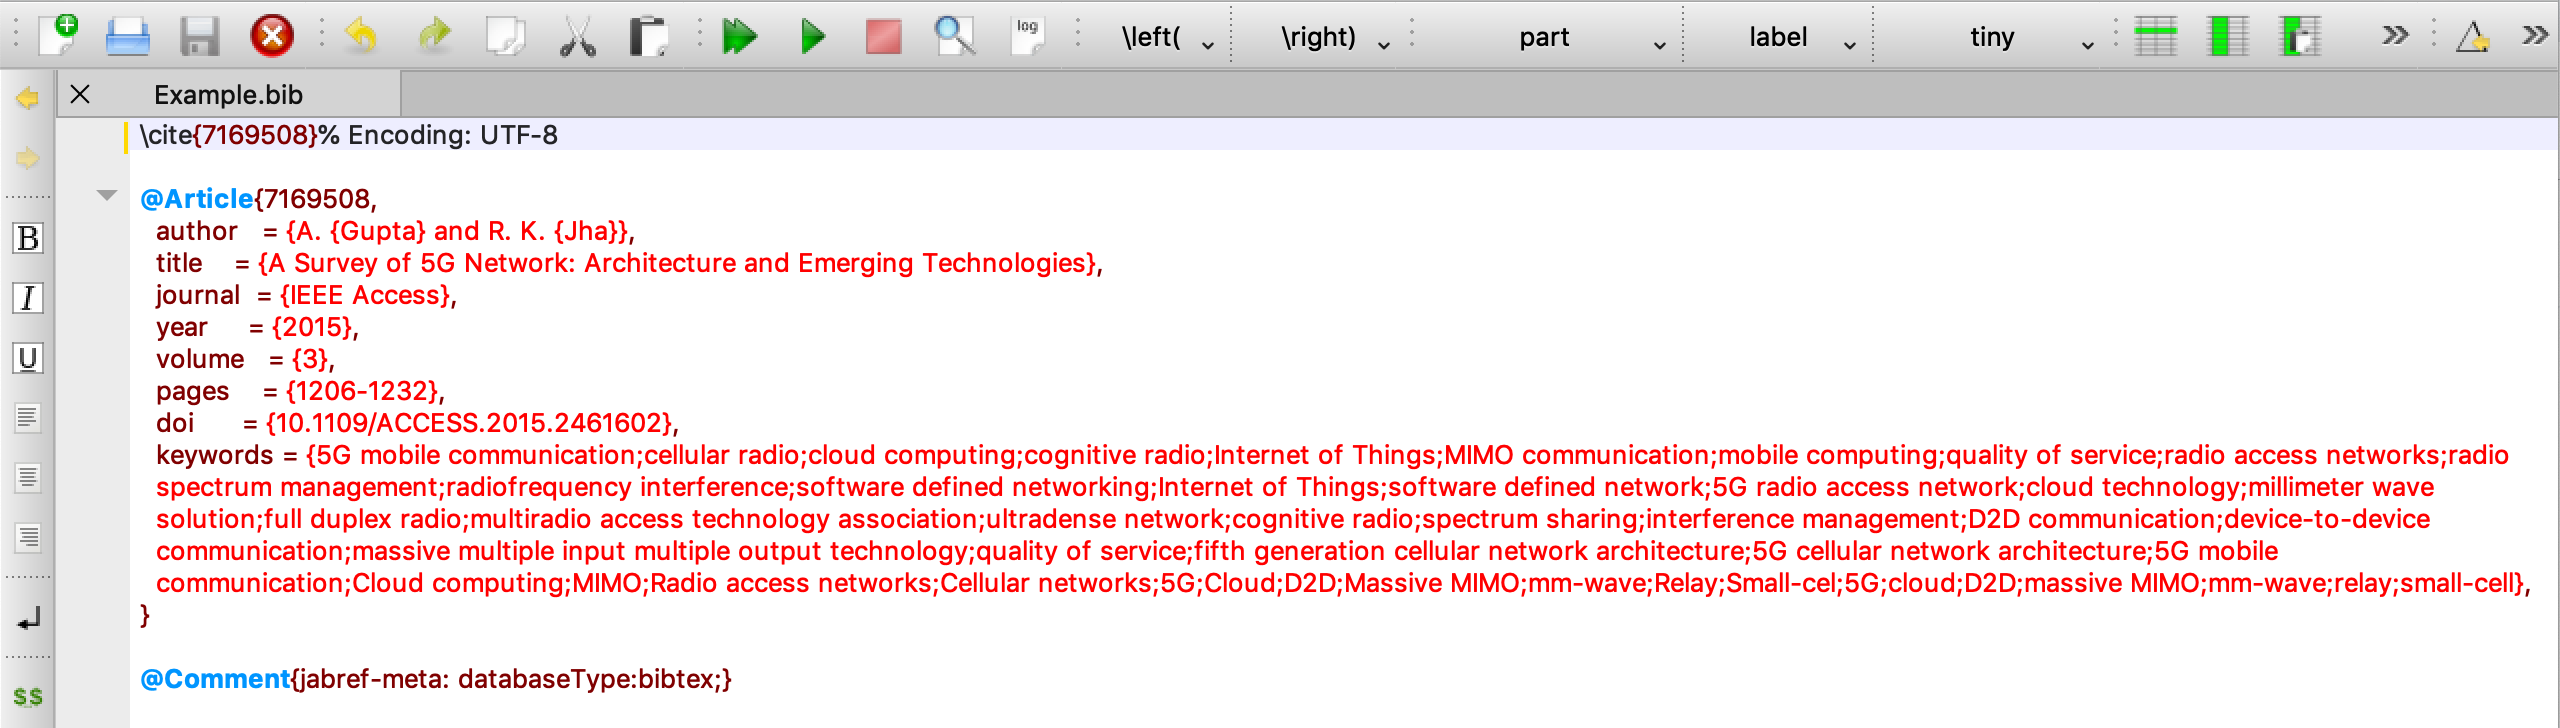 log \left( \right) part label tiny
Example.bib
\cite{7169508}% Encoding: UTF-8
@Article{7169508,
author = {A. {Gupta} and R. K. {Jha}},
title = {A Survey of 5G Network: Architecture and Emerging Technologies},
journal = {IEEE Access},
year = {2015},
volume = {3},
pages = {1206-1232},
doi = {10.1109/ACCESS.2015.2461602},
keywords = {5G mobile communication;cellular radio;cloud computing;cognitive radio;Internet of Things;MIMO communication;mobile computing;quality of service;radio access networks;radio
spectrum management;radiofrequency interference;software defined networking;Internet of Things;software defined network;5G radio access network;cloud technology;millimeter wave
solution;full duplex radio;multiradio access technology association;ultradense network;cognitive radio;spectrum sharing;interference management;D2D communication;device-to-device
communication;massive multiple input multiple output technology;quality of service;fifth generation cellular network architecture;5G cellular network architecture;5G mobile
communication;Cloud computing;MIMO;Radio access networks;Cellular networks;5G;Cloud;D2D;Massive MIMO;mm-wave;Relay;Small-cel;5G;cloud;D2D;massive MIMO;mm-wave;relay;small-cell},
}
@Comment{jabref-meta: databaseType:bibtex;}
B
I
U
$$